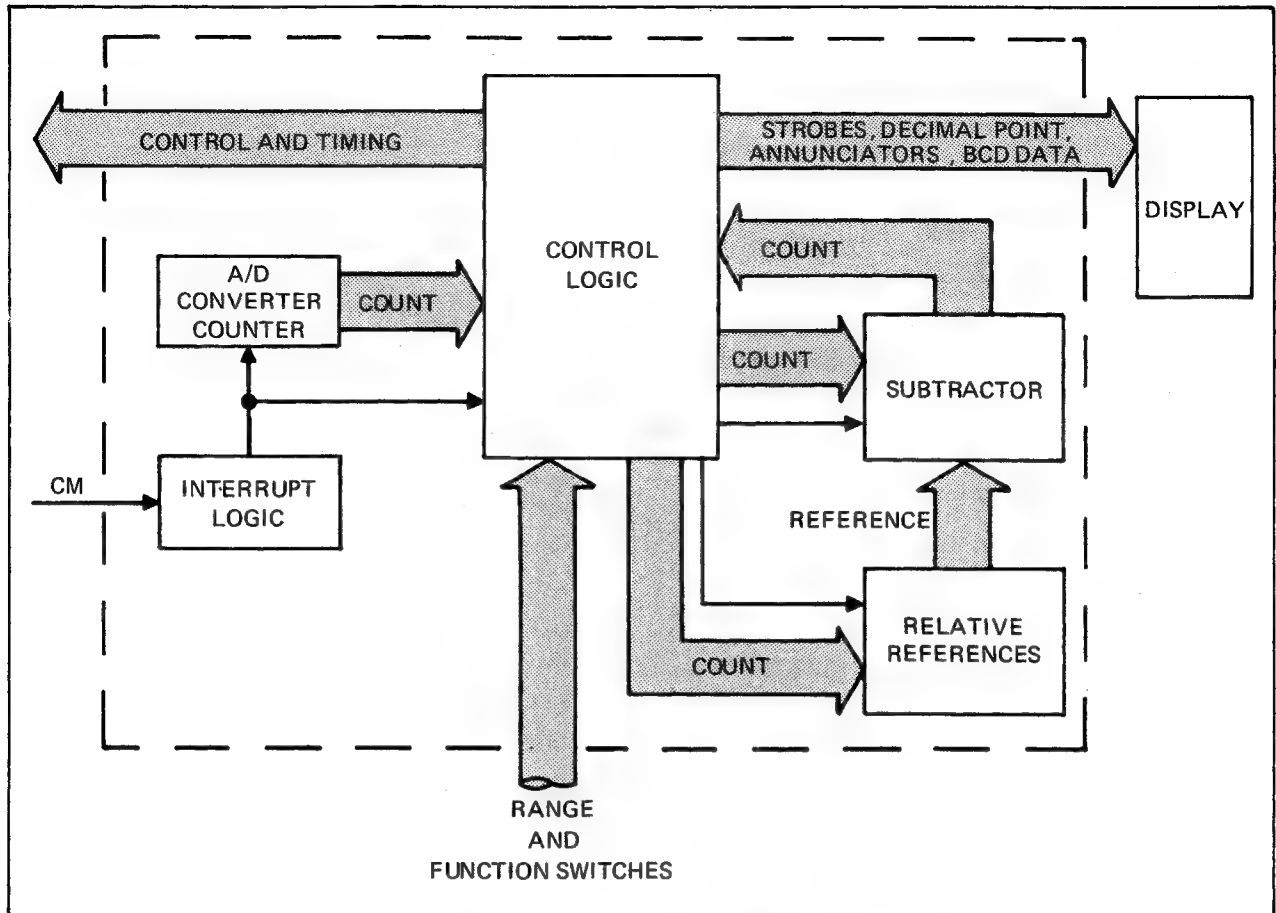 CONTROL AND TIMING
STROBES, DECIMAL POINT,
ANNUNCIATORS , BCD DATA
DISPLAY
CONTROL
LOGIC
COUNT
A/D
CONVERTER
COUNTER
COUNT
COUNT
SUBTRACTOR
CM
INTERRUPT
LOGIC
REFERENCE
RELATIVE
REFERENCES
COUNT
RANGE
AND
FUNCTION SWITCHES